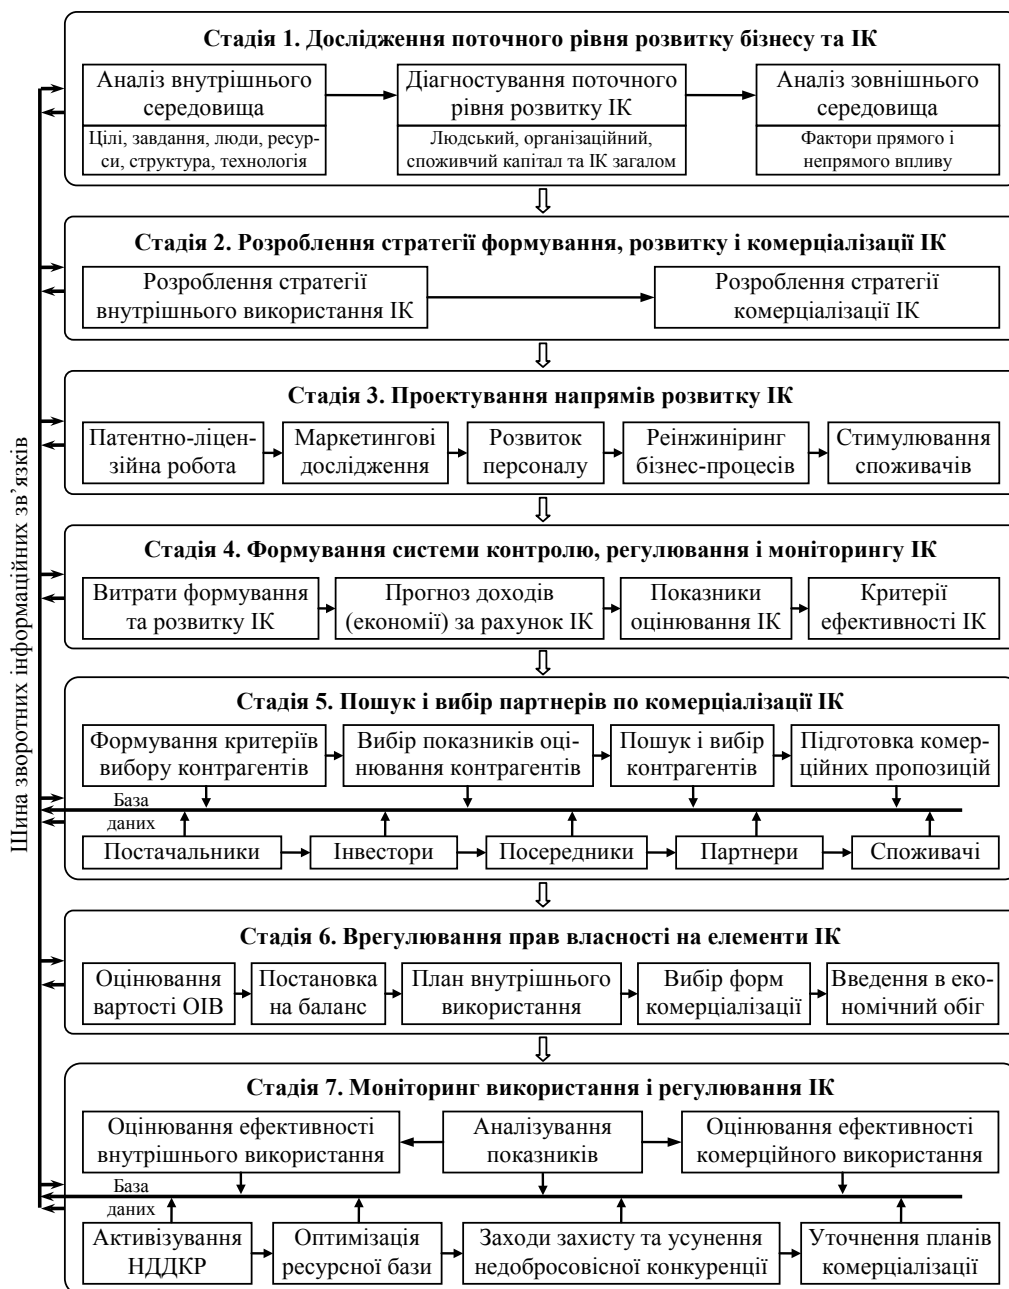 Шина зворотних інформаційних зв’язків
Стадія 1. Дослідження поточного рівня розвитку бізнесу та ІК
Аналіз внутрішнього
середовища
Цілі, завдання, люди, ресур-
си, структура, технологія
Діагностування поточного
рівня розвитку ІК
Людський, організаційний,
споживчий капітал та ІК загалом
Аналіз зовнішнього
середовища
Фактори прямого і
непрямого впливу
Стадія 2. Розроблення стратегії формування, розвитку і комерціалізації ІК
Розроблення стратегії
внутрішнього використання ІК
Розроблення стратегії
комерціалізації ІК
Стадія 3. Проектування напрямів розвитку ІК
Патентно-ліцен-
зійна робота
Маркетингові
дослідження
Розвиток
персоналу
Реінжиніринг
бізнес-процесів
Стимулювання
споживачів
Стадія 4. Формування системи контролю, регулювання і моніторингу ІК
Витрати формування
та розвитку ІК
Прогноз доходів
(економії) за рахунок ІК
Показники
оцінювання ІК
Критерії
ефективності ІК
Стадія 5. Пошук і вибір партнерів по комерціалізації ІК
Формування критеріїв
вибору контрагентів
Вибір показників оці-
нювання контрагентів
Пошук і вибір
контрагентів
Підготовка комер-
ційних пропозицій
База
даних
Постачальники
Інвестори
Посередники
Партнери
Споживачі
Стадія 6. Врегулювання прав власності на елементи ІК
Оцінювання
вартості ОІВ
Постановка
на баланс
План внутрішнього
використання
Вибір форм
комерціалізації
Введення в еко-
номічний обіг
Стадія 7. Моніторинг використання і регулювання ІК
Оцінювання ефективності
внутрішнього використання
Аналізування
показників
Оцінювання ефективності
комерційного використання
База
даних
Активізування
НДДКР
Оптимізація
ресурсної бази
Заходи захисту та усунення
недобросовісної конкуренції
Уточнення планів
комерціалізації